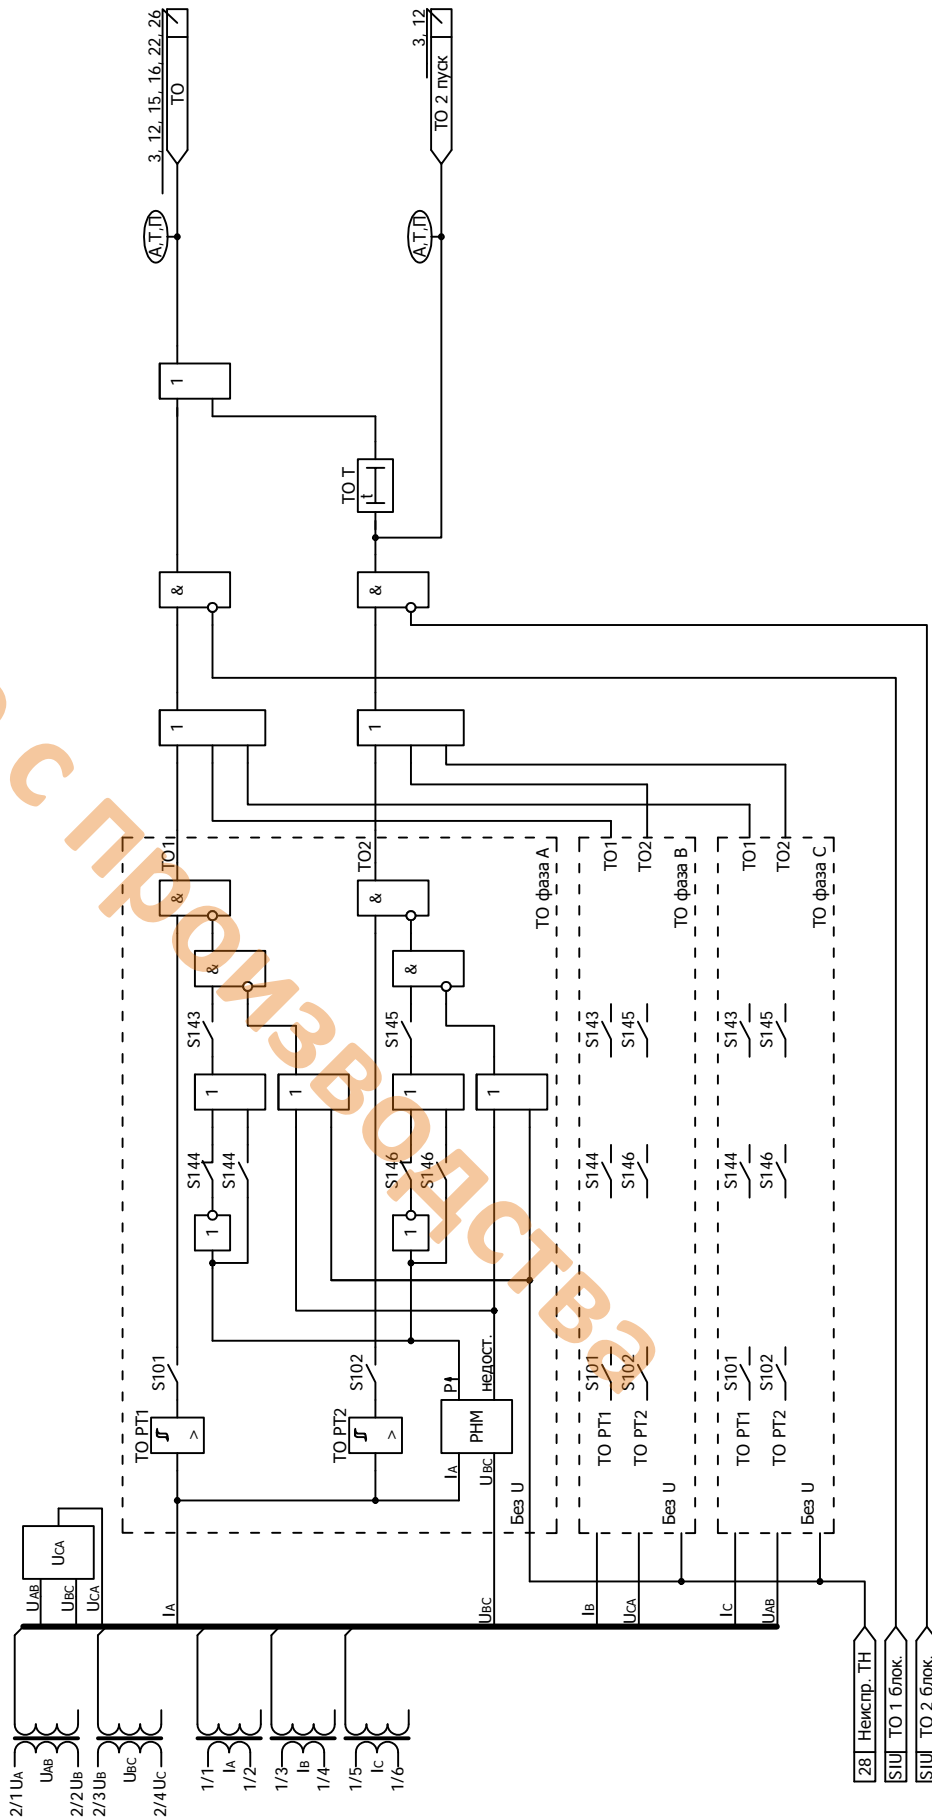 3, 12, 15, 16, 22, 26
ТО
3, 12
ТО 2 пуск
А,Т,П
А,Т,П
1
ТО Т
t
&
&
1
1
ТО1
ТО2
ТО1
ТО2
ТО1
ТО2
ТО фаза А
ТО фаза В
ТО фаза С
&
&
&
&
S143
S145
S143
S145
S143
S145
1
1
1
1
S144
S144
S146
S146
S144
S146
S144
S146
1
1
S101
S102
S101
S102
S101
S102
P
недост.
ТО РТ1
>
ТО РТ2
>
РНМ
ТО РТ1
ТО РТ2
ТО РТ1
ТО РТ2
IA
UBC
Без U
Без U
Без U
UCA
UAB
UBC
UCA
IA
UBC
IB
UCA
IC
UAB
2/1 UA
UAB
2/2 UB
2/3 UB
UBC
2/4 UC
1/1
IA
1/2
1/3
IB
1/4
1/5
IC
1/6
28 Неиспр. ТН
SIU ТО 1 блок.
SIU ТО 2 блок.
с производства